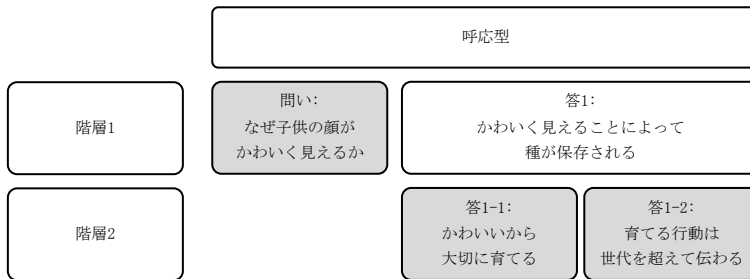 呼応型
階層1
問い:
なぜ子供の顔が
かわいく見えるか
答1:
かわいく見えることによって
種が保存される
階層2
答1-1:
かわいいから
大切に育てる
答1-2:
育てる行動は
世代を超えて伝わる